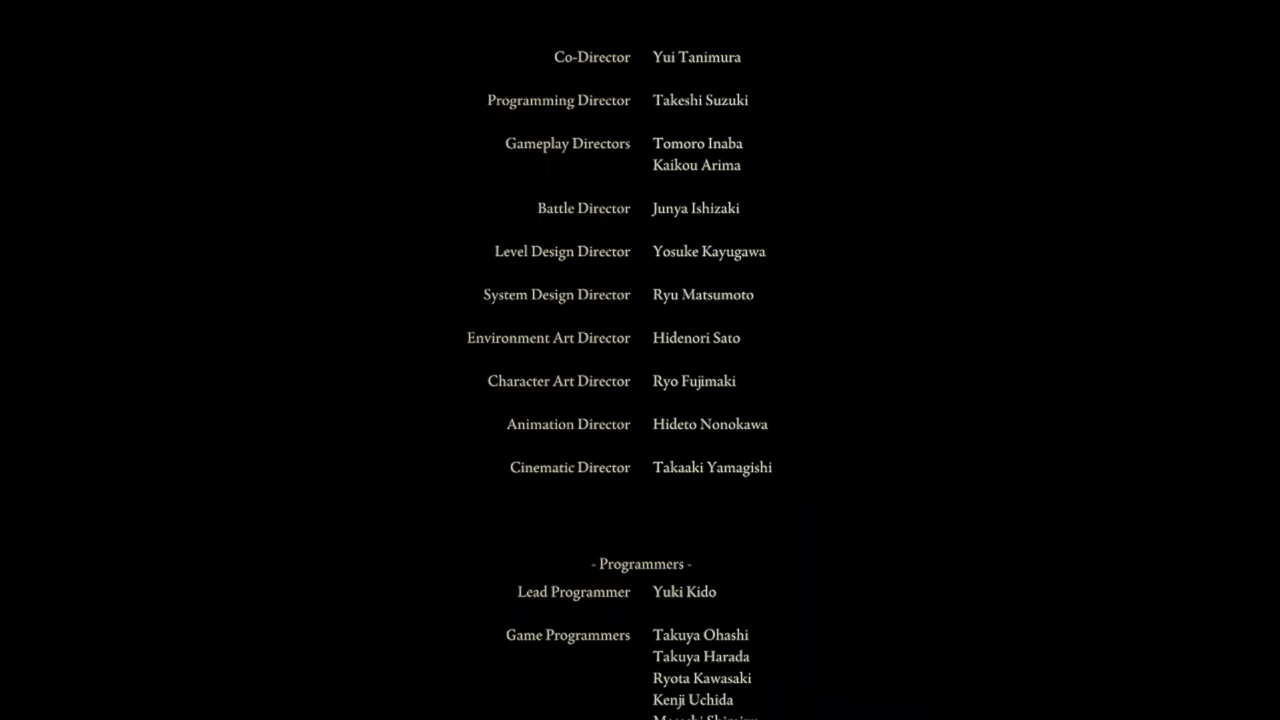 Co-Director Yui Tanimura
Programming Director Takeshi Suzuki
Gameplay Directors Tomoro Inaba
Kaikou Arima
Battle Director Junya Ishizaki
Level Design Director Yosuke Kayugawa
System Design Director Ryu Matsumoto
Environment Art Director Hidenori Sato
Character Art Director Ryo Fujimaki
Animation Director Hideto Nonokawa
Cinematic Director Takaaki Yamagishi
- Programmers -
Lead Programmer Yuki Kido
Game Programmers Takuya Ohashi
Takuya Harada
Ryota Kawasaki
Kenji Uchida